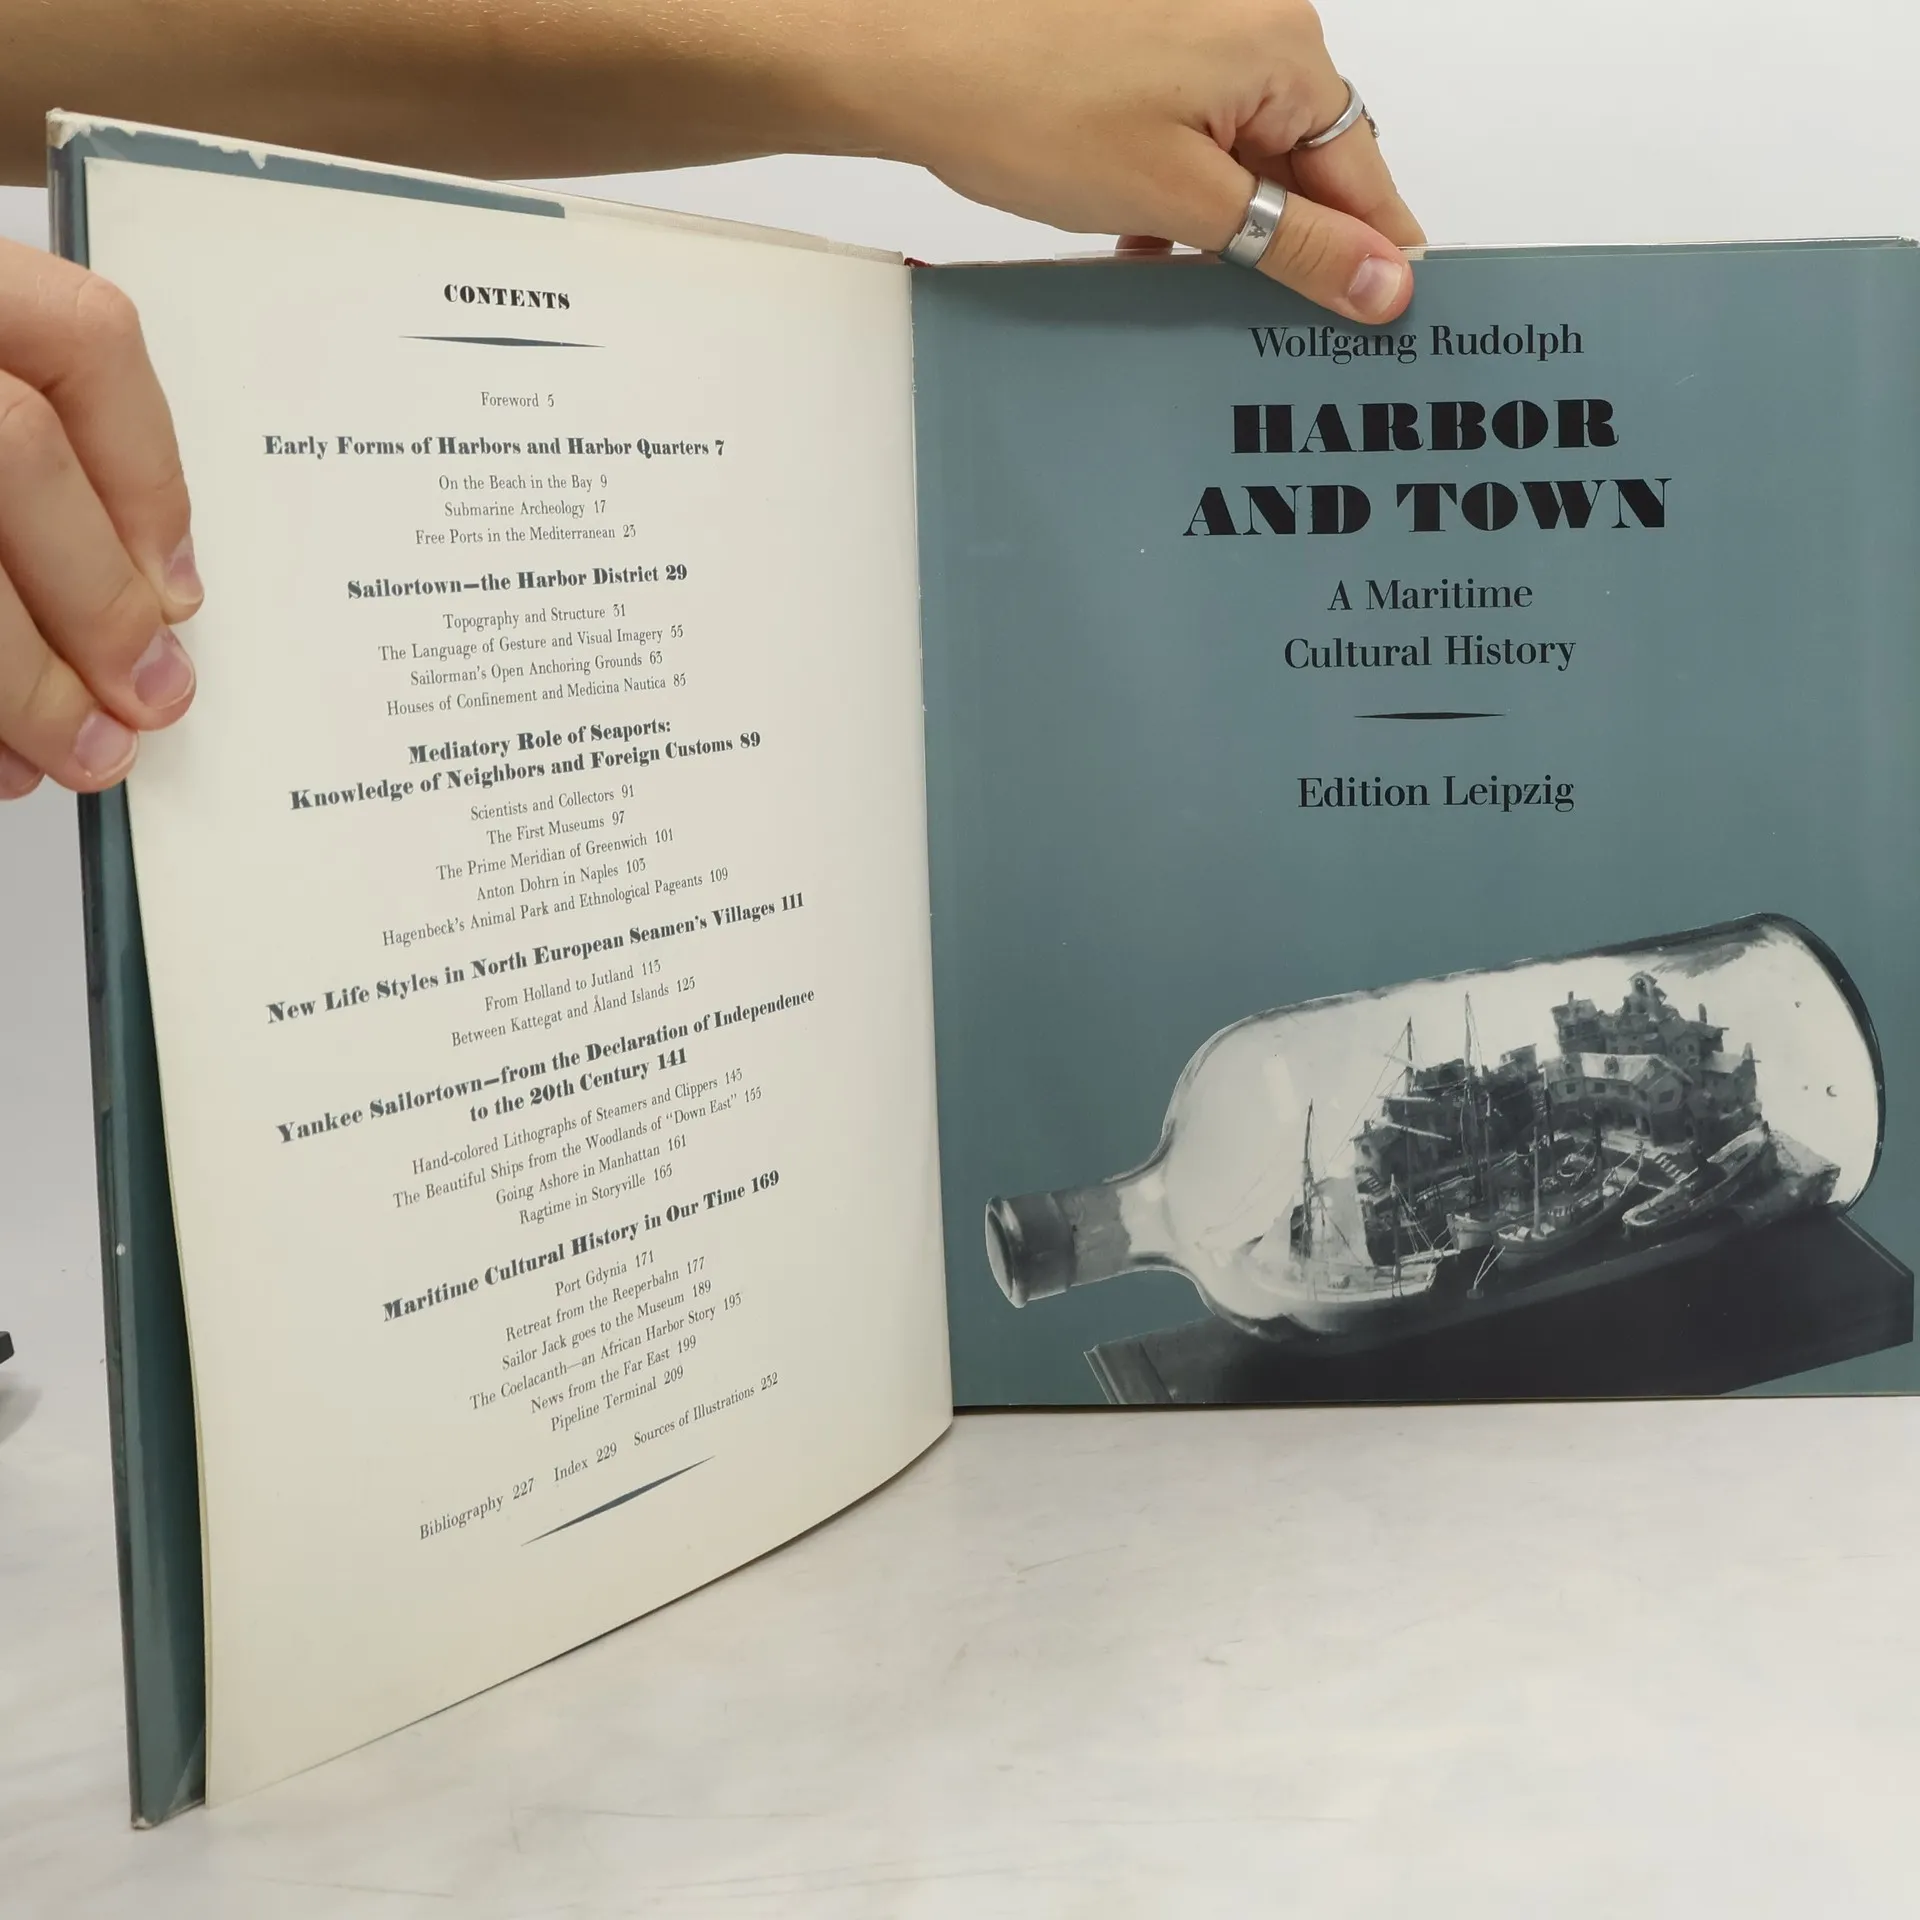 CONTENTS
Foreword 5
Early Forms of Harbors and Harbor Quarters 7
On the Beach in the Bay 9
Submarine Archeology 17
Free Ports in the Mediterranean 23
Sailortown—the Harbor District 29
Topography and Structure 31
The Language of Gesture and Visual Imagery 55
Sailorman's Open Anchoring Grounds 63
Houses of Confinement and Medicina Nautica 85
Mediatory Role of Seaports:
Knowledge of Neighbors and Foreign Customs 89
Scientists and Collectors 91
The First Museums 97
The Prime Meridian of Greenwich 101
Anton Dohrn in Naples 103
Hagenbeck's Animal Park and Ethnological Pageants 109
New Life Styles in North European Seamen's Villages 111
From Holland to Jutland 113
Between Kattegat and Åland Islands 125
Yankee Sailortown—from the Declaration of Independence
to the 20th Century 141
Hand-colored Lithographs of Steamers and Clippers 143
The Beautiful Ships from the Woodlands of "Down East" 155
Going Ashore in Manhattan 161
Ragtime in Storyville 165
Maritime Cultural History in Our Time 169
Port Gdynia 171
Retreat from the Reeperbahn 177
Sailor Jack goes to the Museum 189
The Coelacanth—an African Harbor Story 193
News from the Far East 199
Pipeline Terminal 209
Bibliography 227 Index 229 Sources of Illustrations 232
Wolfgang Rudolph
HARBOR
AND TOWN
A Maritime
Cultural History
Edition Leipzig